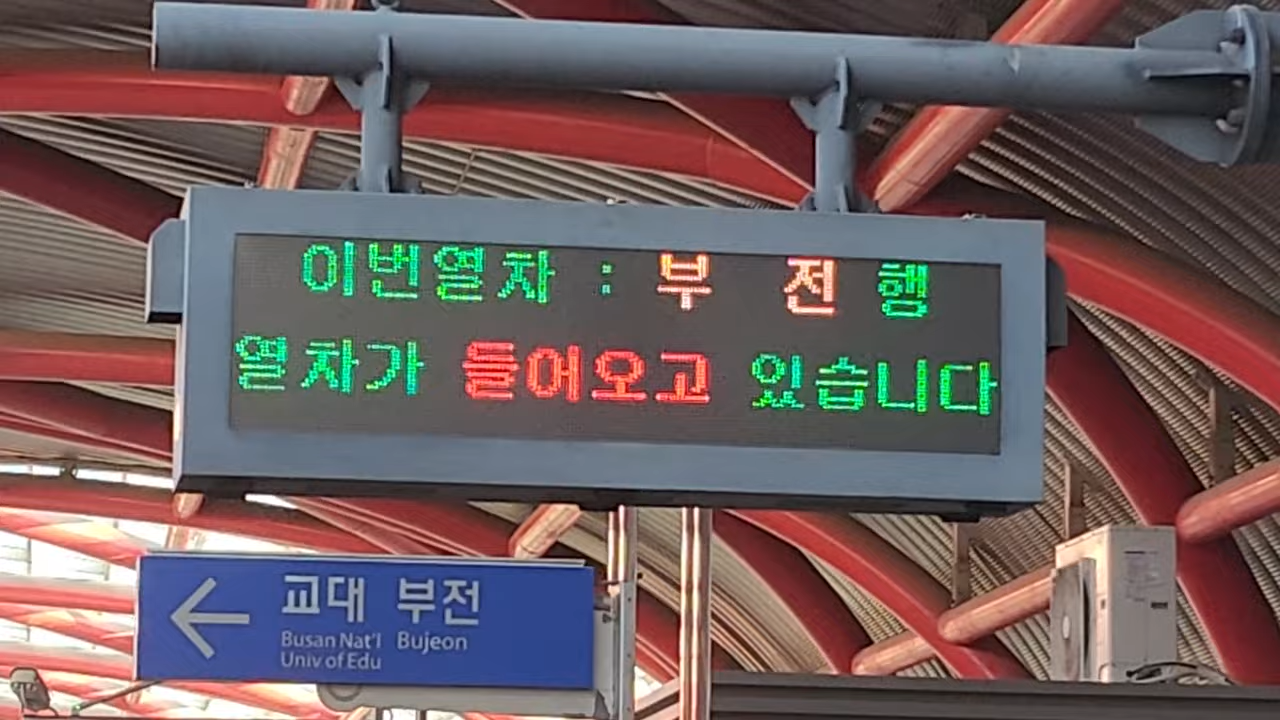 이번열차 : 부 전 행
열차가 들어오고 있습니다
교대 부전
Busan Nat'l Bujeon
Univ of Edu